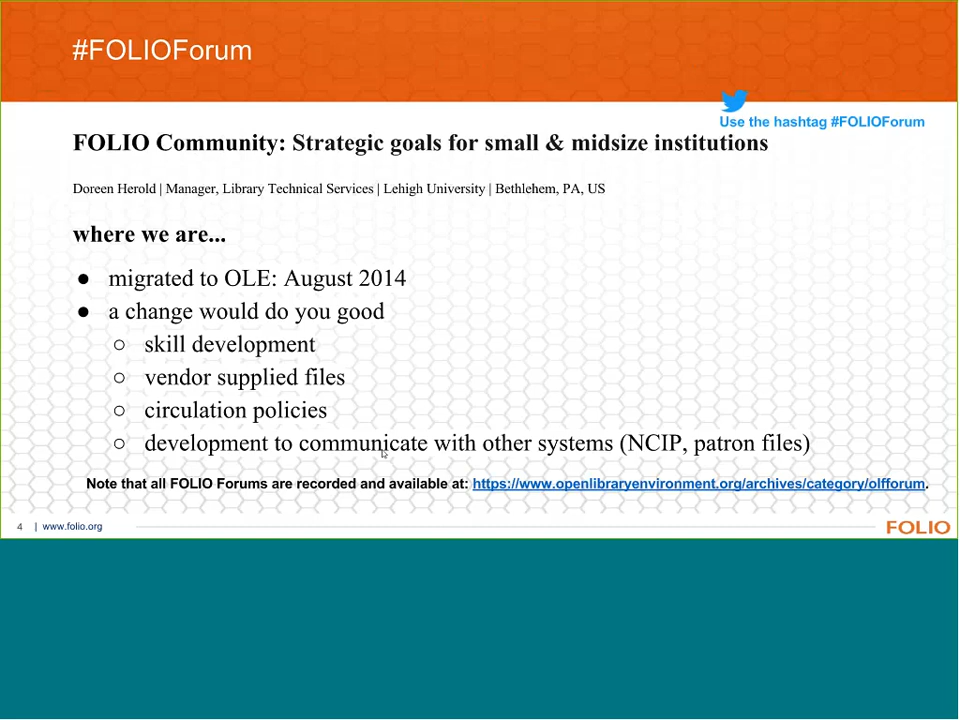 #FOLIOForum
Use the hashtag #FOLIOForum
FOLIO Community: Strategic goals for small & midsize institutions
Doreen Herold | Manager, Library Technical Services | Lehigh University | Bethlehem, PA, US
where we are...
● migrated to OLE: August 2014
● a change would do you good
○ skill development
○ vendor supplied files
○ circulation policies
○ development to communicate with other systems (NCIP, patron files)
Note that all FOLIO Forums are recorded and available at: https://www.openlibraryenvironment.org/archives/category/olfforum.
4 | www.folio.org
FOLIO